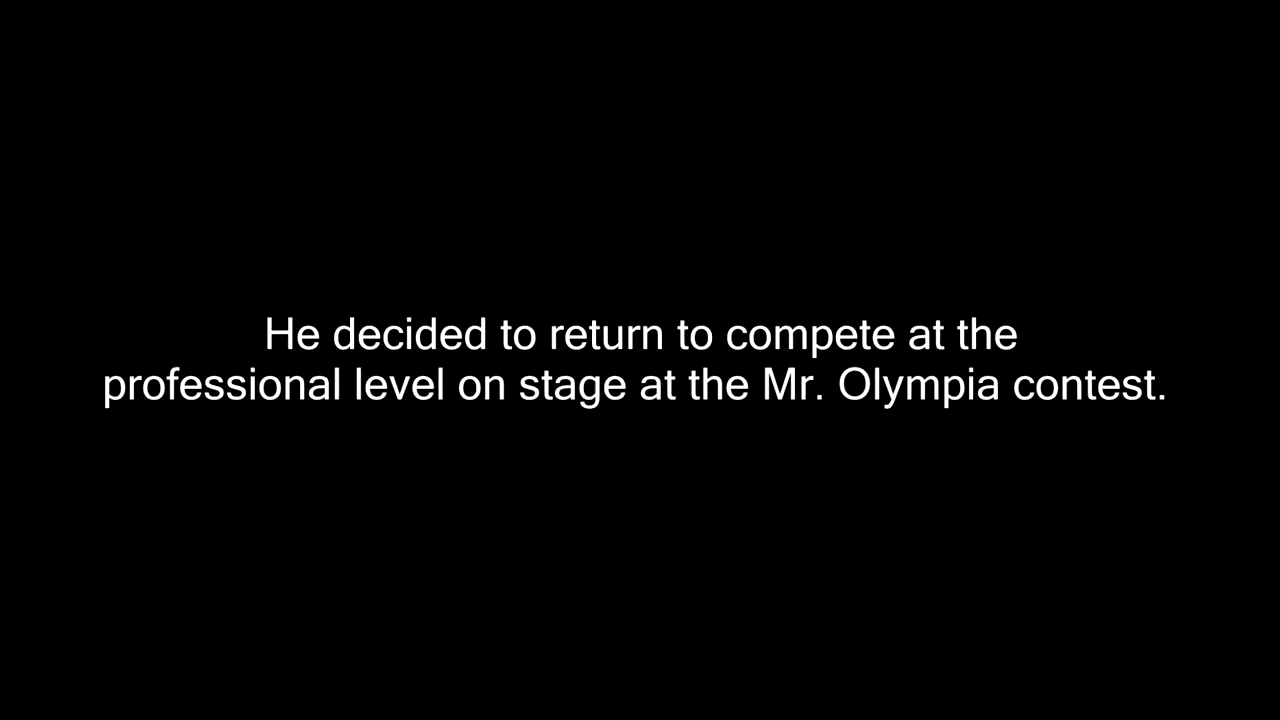 He decided to return to compete at the
professional level on stage at the Mr. Olympia contest.